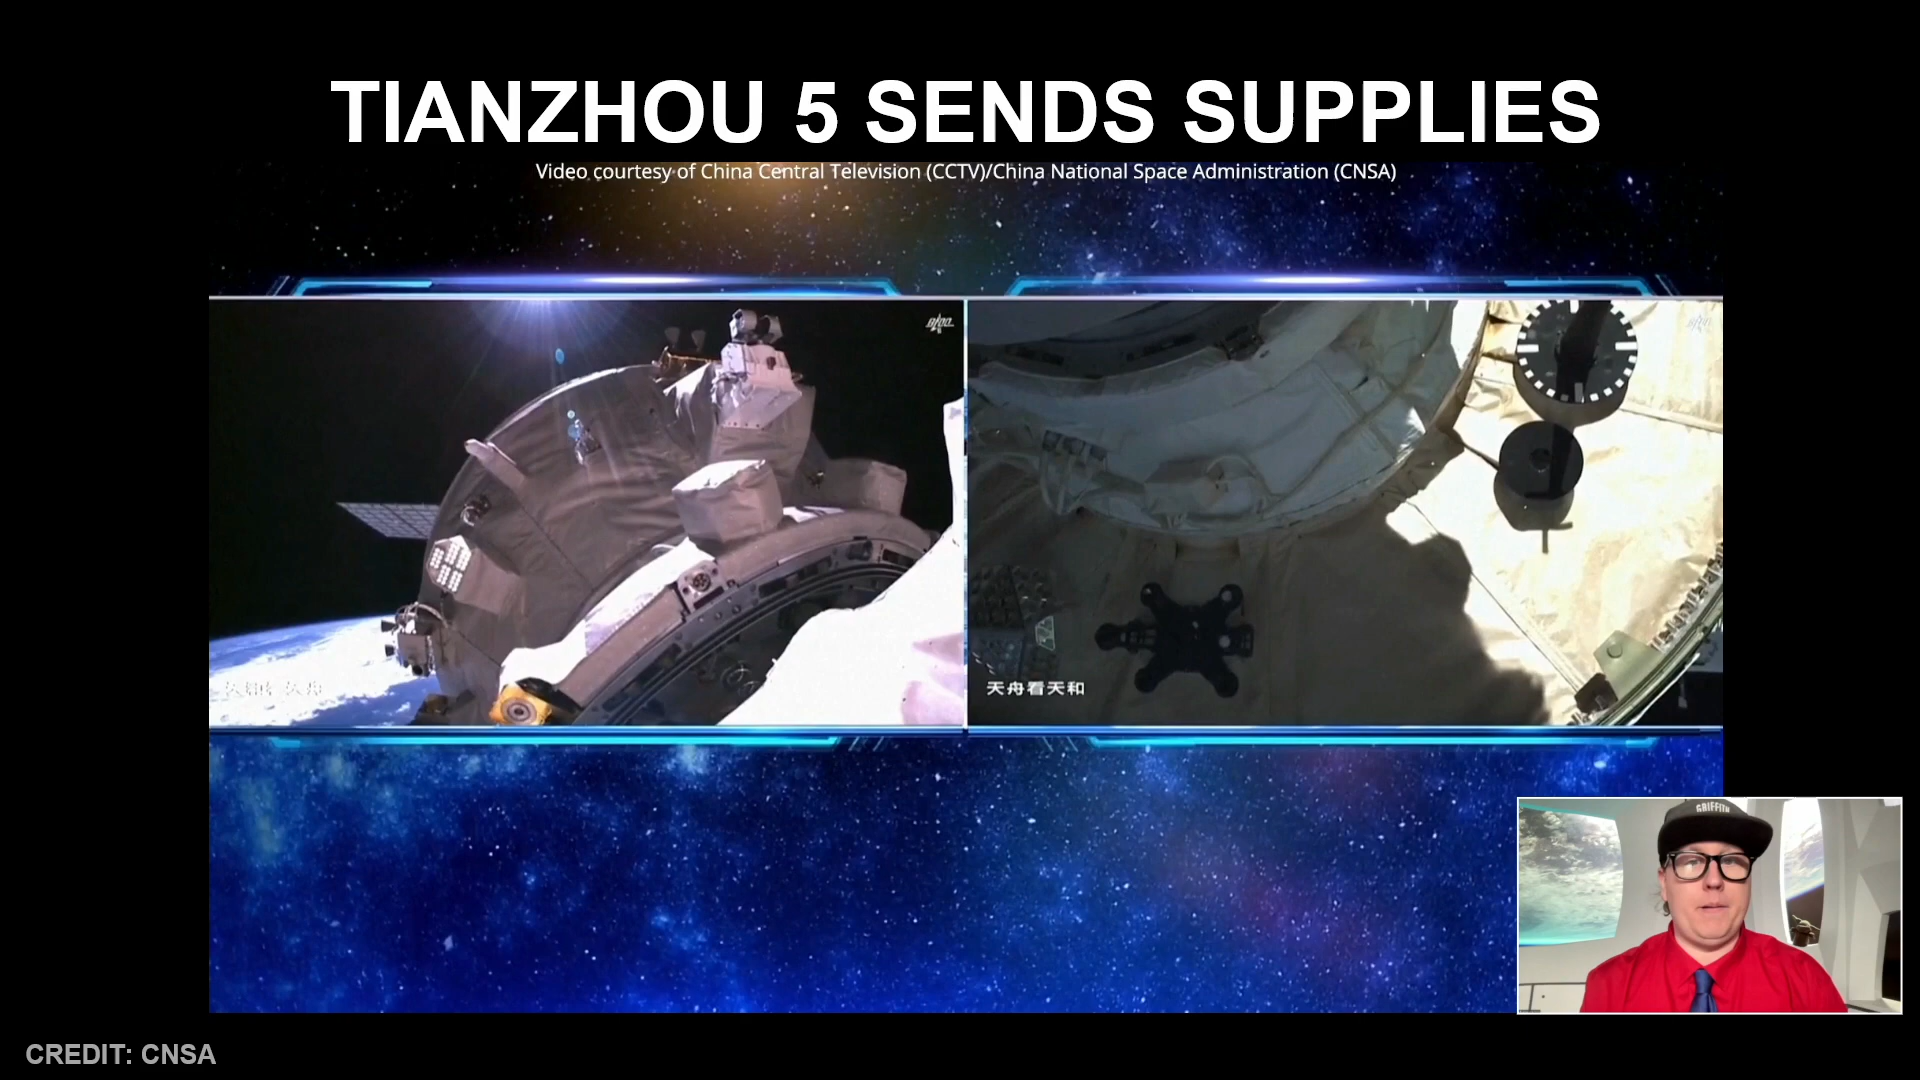 TIANZHOU 5 SENDS SUPPLIES
Video courtesy of China Central Television (CCTV)/China National Space Administration (CNSA)
天舟看天和
GRIFFITH
CREDIT: CNSA